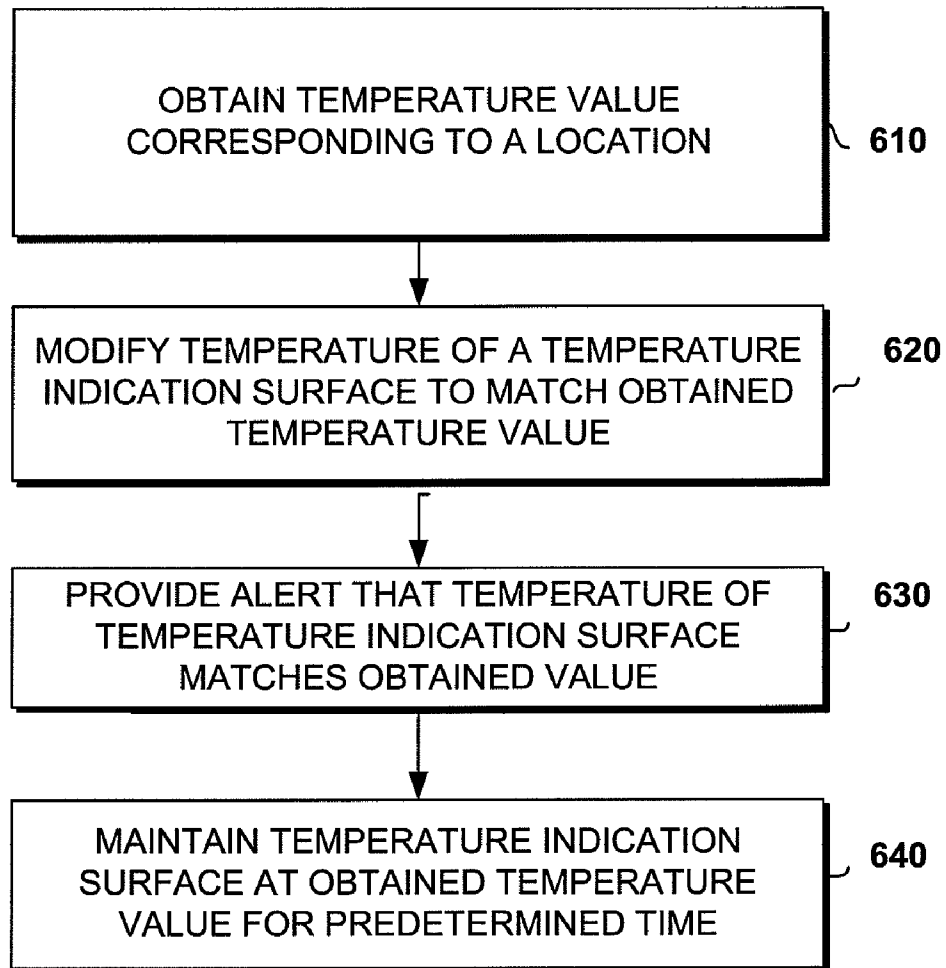 OBTAIN TEMPERATURE VALUE
CORRESPONDING TO A LOCATION
610
MODIFY TEMPERATURE OF A TEMPERATURE
INDICATION SURFACE TO MATCH OBTAINED
TEMPERATURE VALUE
620
PROVIDE ALERT THAT TEMPERATURE OF
TEMPERATURE INDICATION SURFACE
MATCHES OBTAINED VALUE
630
MAINTAIN TEMPERATURE INDICATION
SURFACE AT OBTAINED TEMPERATURE
VALUE FOR PREDETERMINED TIME
640